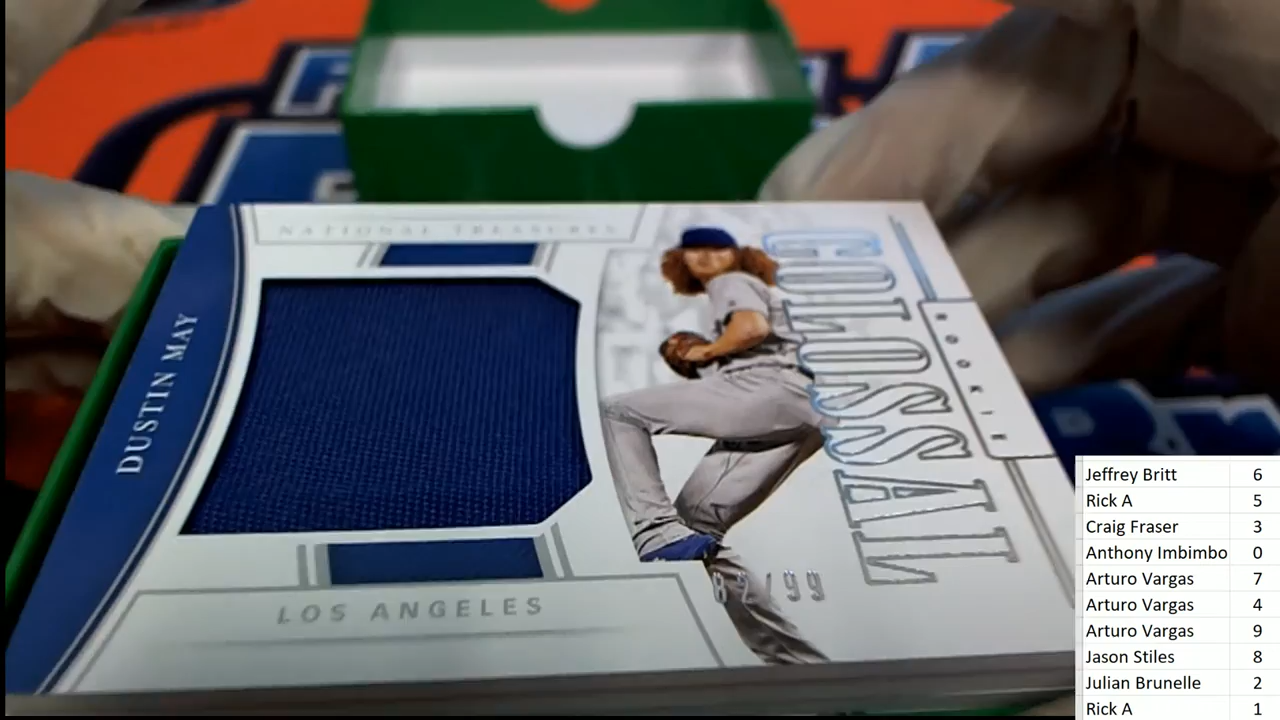 NATIONAL TREASURES
COLOSSAL
ROOKIE
DUSTIN MAY
82/99
LOS ANGELES
Jeffrey Britt 6
Rick A 5
Craig Fraser 3
Anthony Imbimbo 0
Arturo Vargas 7
Arturo Vargas 4
Arturo Vargas 9
Jason Stiles 8
Julian Brunelle 2
Rick A 1